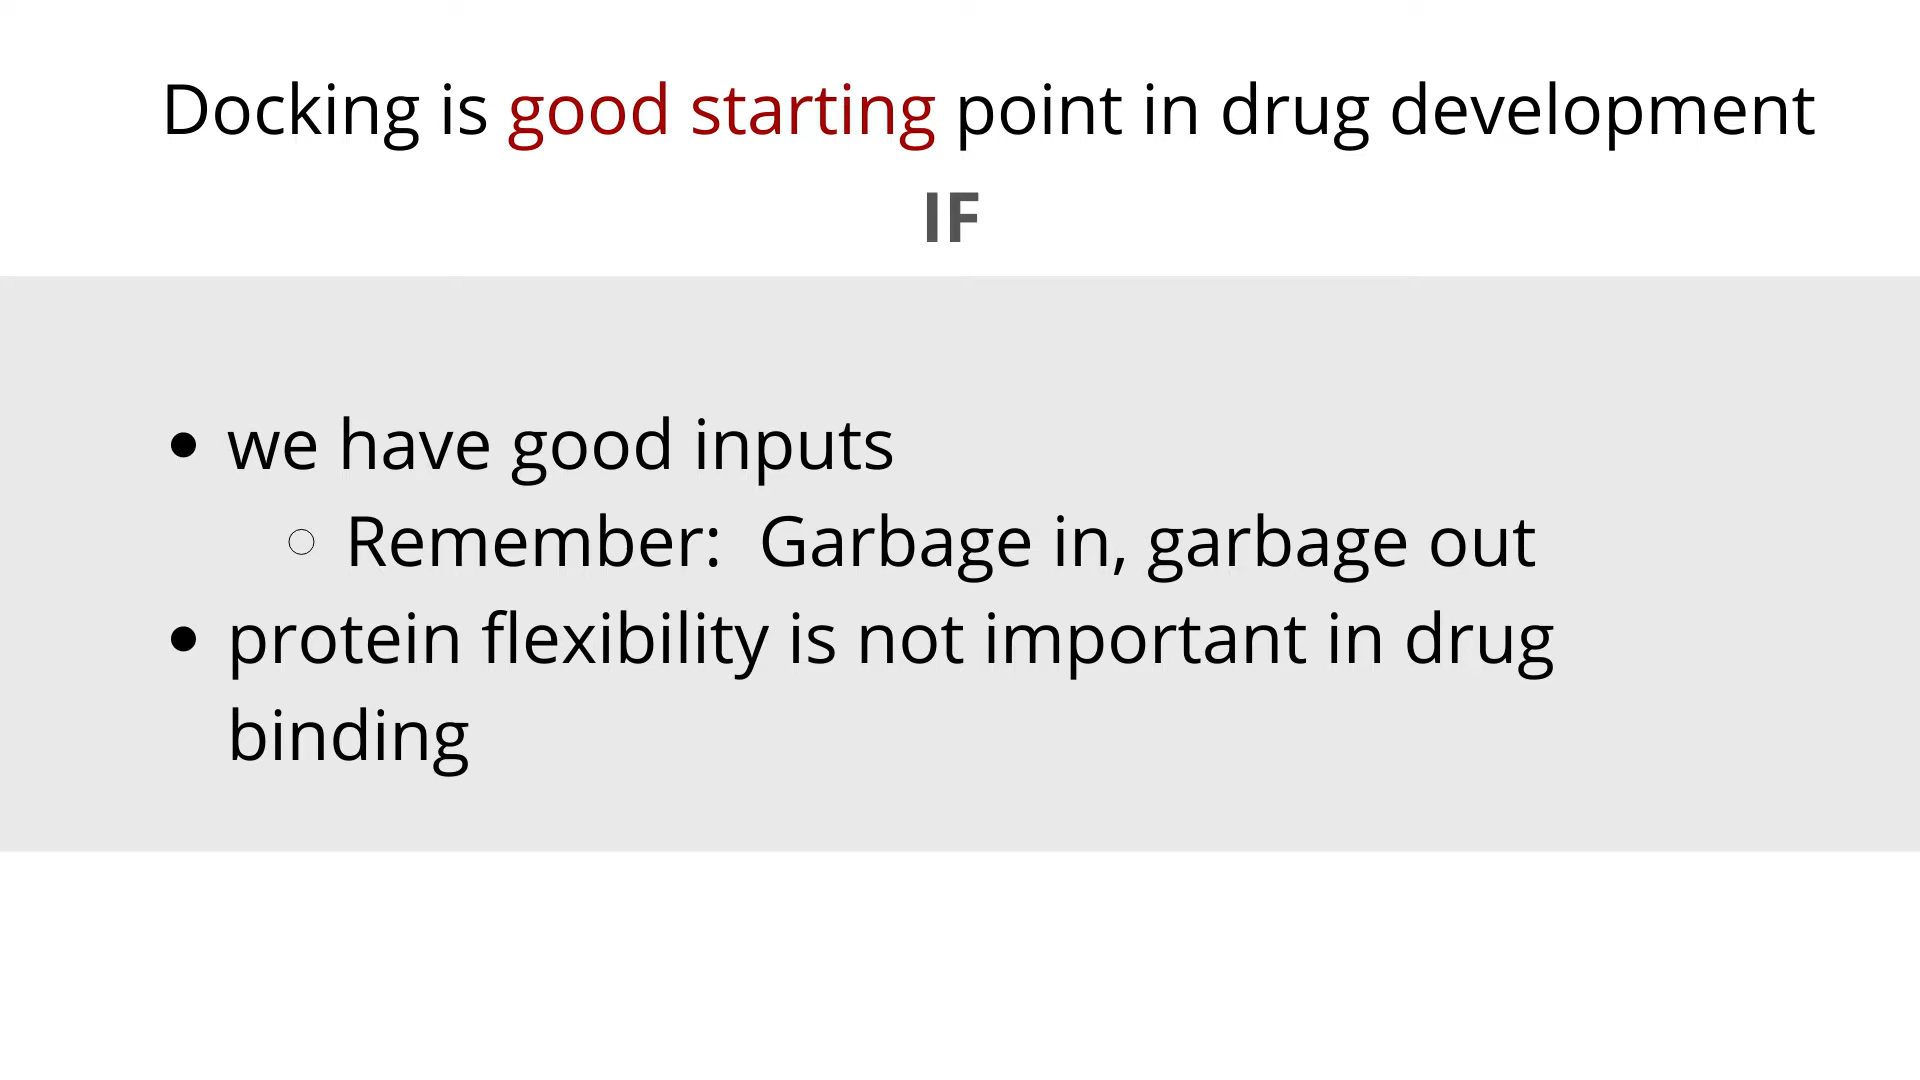 Docking is good starting point in drug development
IF
• we have good inputs
○ Remember:  Garbage in, garbage out
• protein flexibility is not important in drug
binding